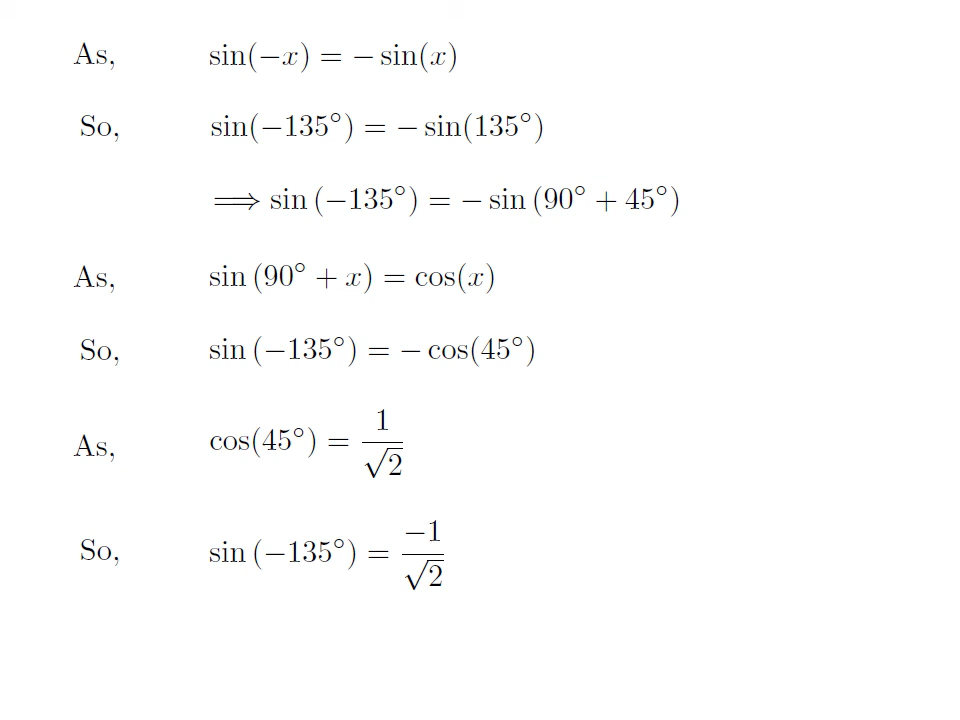 As, sin(−x) = − sin(x)
So, sin(−135°) = − sin(135°)
⟹ sin (−135°) = − sin (90° + 45°)
As, sin (90° + x) = cos(x)
So, sin (−135°) = − cos(45°)
As, cos(45°) = 1/√2
So, sin (−135°) = −1/√2